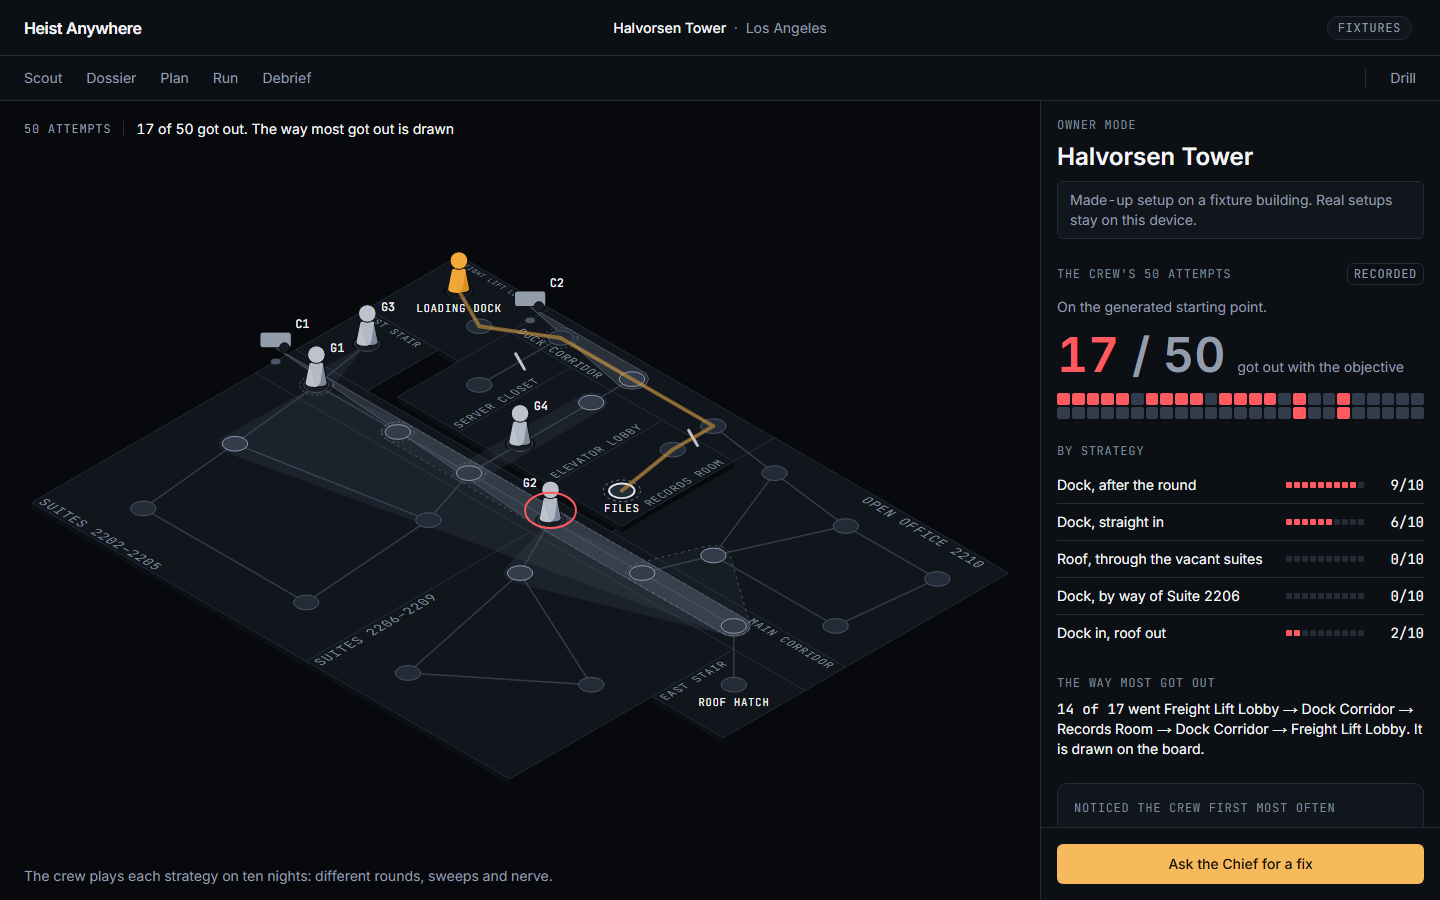 Heist Anywhere
Halvorsen Tower · Los Angeles
FIXTURES
Scout
Dossier
Plan
Run
Debrief
Drill
50 ATTEMPTS
17 of 50 got out. The way most got out is drawn
C2
G3
LOADING DOCK
C1
G1
DOCK CORRIDOR
SERVER CLOSET
G4
ELEVATOR LOBBY
G2
RECORDS ROOM
FILES
SUITES 2202-2205
OPEN OFFICE 2210
SUITES 2206-2209
MAIN CORRIDOR
EAST STAIR
ROOF HATCH
The crew plays each strategy on ten nights: different rounds, sweeps and nerve.
OWNER MODE
Halvorsen Tower
Made-up setup on a fixture building. Real setups
stay on this device.
THE CREW'S 50 ATTEMPTS
RECORDED
On the generated starting point.
17 / 50 got out with the objective
BY STRATEGY
Dock, after the round 9/10
Dock, straight in 6/10
Roof, through the vacant suites 0/10
Dock, by way of Suite 2206 0/10
Dock in, roof out 2/10
THE WAY MOST GOT OUT
14 of 17 went Freight Lift Lobby → Dock Corridor →
Records Room → Dock Corridor → Freight Lift Lobby. It
is drawn on the board.
NOTICED THE CREW FIRST MOST OFTEN
Ask the Chief for a fix